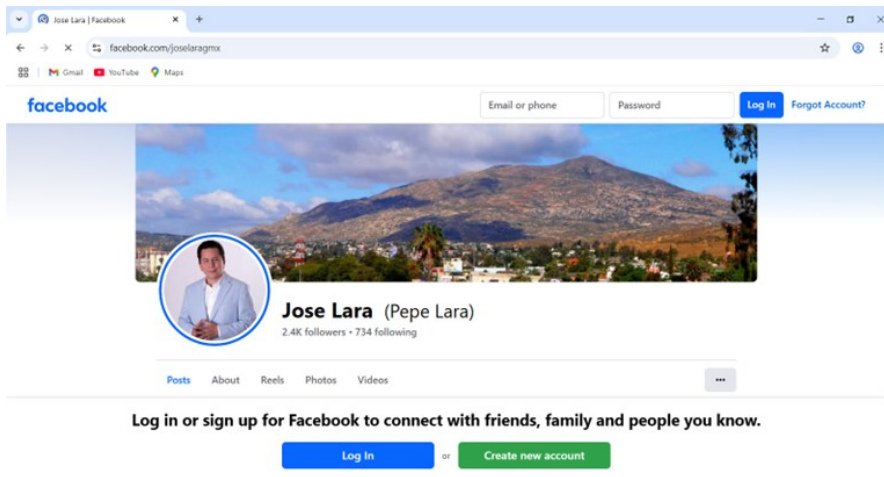 Jose Lara | Facebook
facebook.com/joselaragmx
Gmail YouTube Maps
facebook Email or phone Password Log In Forgot Account?
Jose Lara (Pepe Lara)
2.4K followers • 734 following
Posts About Reels Photos Videos
Log in or sign up for Facebook to connect with friends, family and people you know.
Log In or Create new account